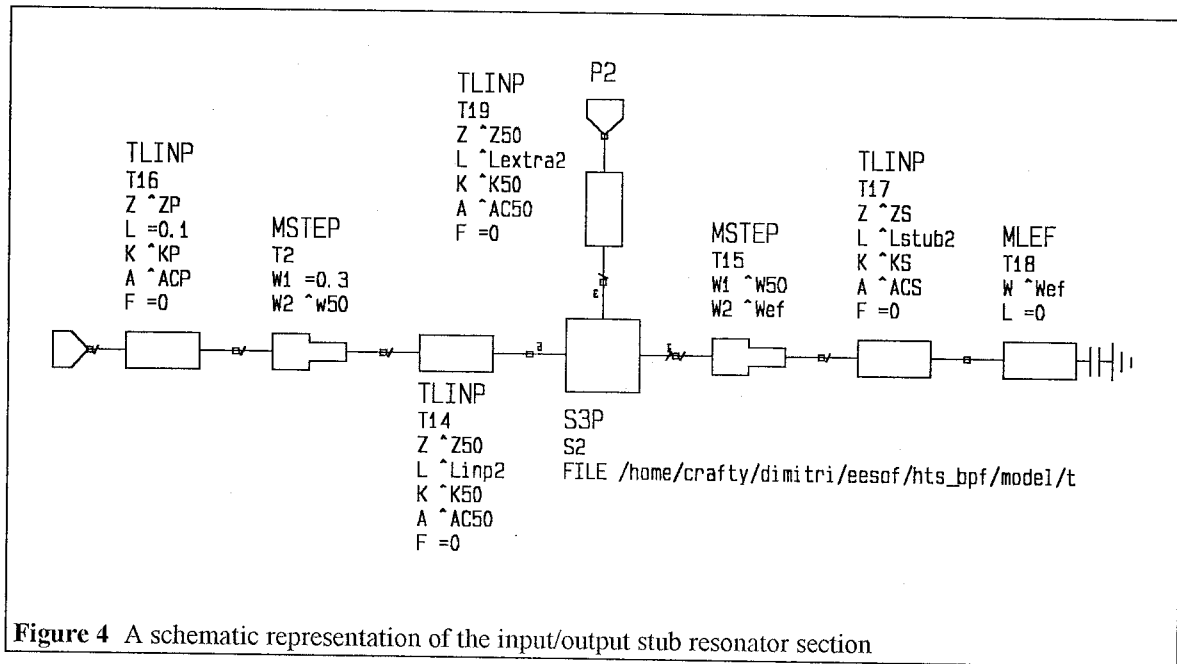 P2
TLINP
T19
Z ^Z50
L ^Lextra2
K ^K50
A ^AC50
F =0
TLINP
T16
Z ^ZP
L =0.1
K ^KP
A ^ACP
F =0
MSTEP
T2
W1 =0.3
W2 ^w50
TLINP
T14
Z ^Z50
L ^Linp2
K ^K50
A ^AC50
F =0
S3P
S2
FILE /home/crafty/dimitri/eesof/hts_bpf/model/t
MSTEP
T15
W1 ^W50
W2 ^Wef
TLINP
T17
Z ^ZS
L ^Lstub2
K ^KS
A ^ACS
F =0
MLEF
T18
W ^Wef
L =0
Figure 4 A schematic representation of the input/output stub resonator section